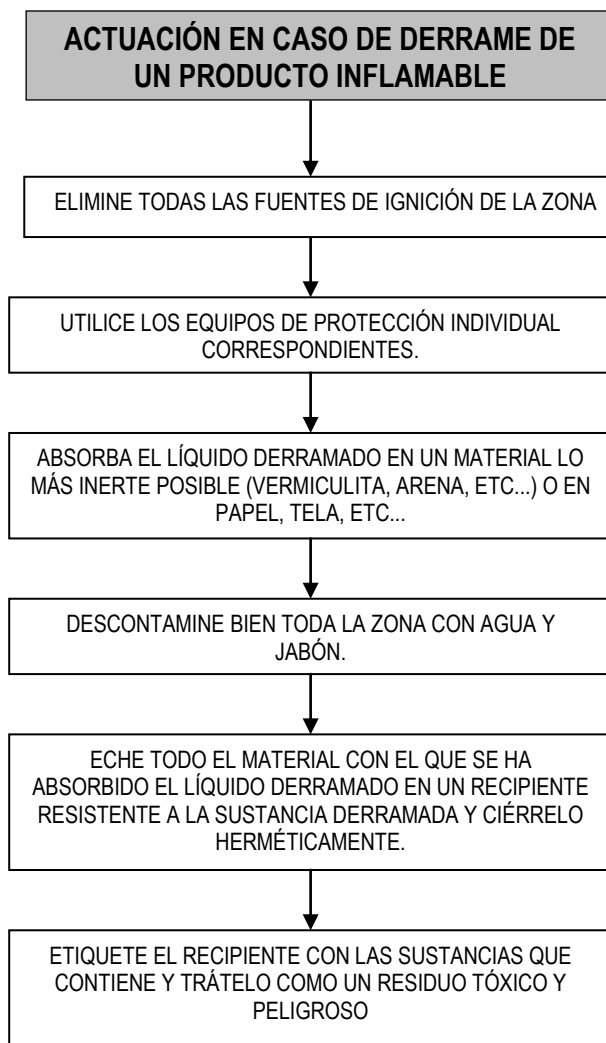 ACTUACIÓN EN CASO DE DERRAME DE
UN PRODUCTO INFLAMABLE
ELIMINE TODAS LAS FUENTES DE IGNICIÓN DE LA ZONA
UTILICE LOS EQUIPOS DE PROTECCIÓN INDIVIDUAL
CORRESPONDIENTES.
ABSORBA EL LÍQUIDO DERRAMADO EN UN MATERIAL LO
MÁS INERTE POSIBLE (VERMICULITA, ARENA, ETC...) O EN
PAPEL, TELA, ETC...
DESCONTAMINE BIEN TODA LA ZONA CON AGUA Y
JABÓN.
ECHE TODO EL MATERIAL CON EL QUE SE HA
ABSORBIDO EL LÍQUIDO DERRAMADO EN UN RECIPIENTE
RESISTENTE A LA SUSTANCIA DERRAMADA Y CIÉRRELO
HERMÉTICAMENTE.
ETIQUETE EL RECIPIENTE CON LAS SUSTANCIAS QUE
CONTIENE Y TRÁTELO COMO UN RESIDUO TÓXICO Y
PELIGROSO